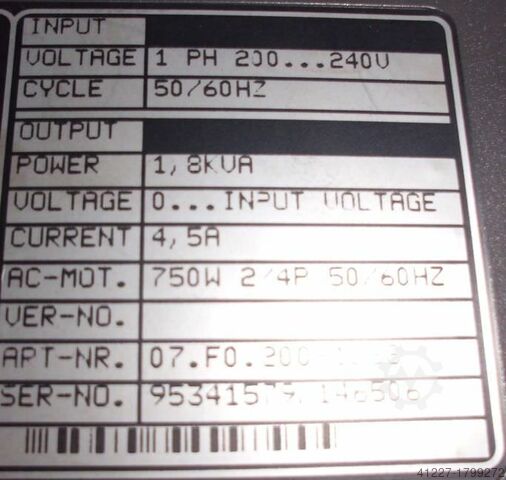 INPUT
VOLTAGE 1 PH 200...240V
CYCLE 50/60HZ
OUTPUT
POWER 1,8KVA
VOLTAGE 0...INPUT VOLTAGE
CURRENT 4,5A
AC-MOT. 750W 2/4P 50/60HZ
VER-NO.
APT-NR.
SER-NO.
41227-1799272